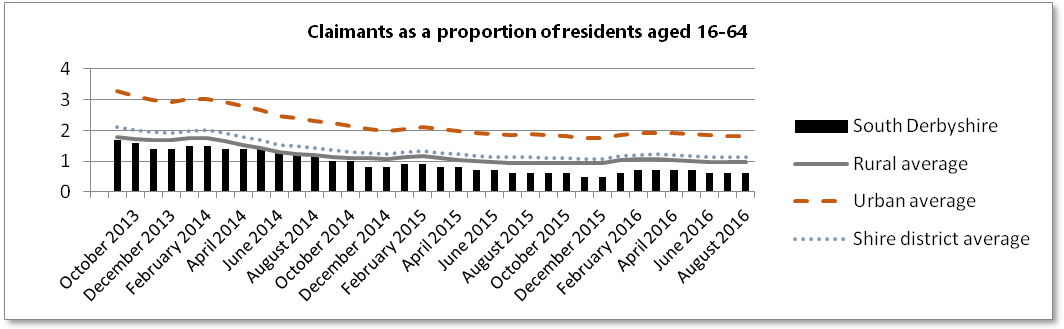 Claimants as a proportion of residents aged 16-64
4
3
2
1
0
October 2013
December 2013
February 2014
April 2014
June 2014
August 2014
October 2014
December 2014
February 2015
April 2015
June 2015
August 2015
October 2015
December 2015
February 2016
April 2016
June 2016
August 2016
South Derbyshire
Rural average
Urban average
Shire district average